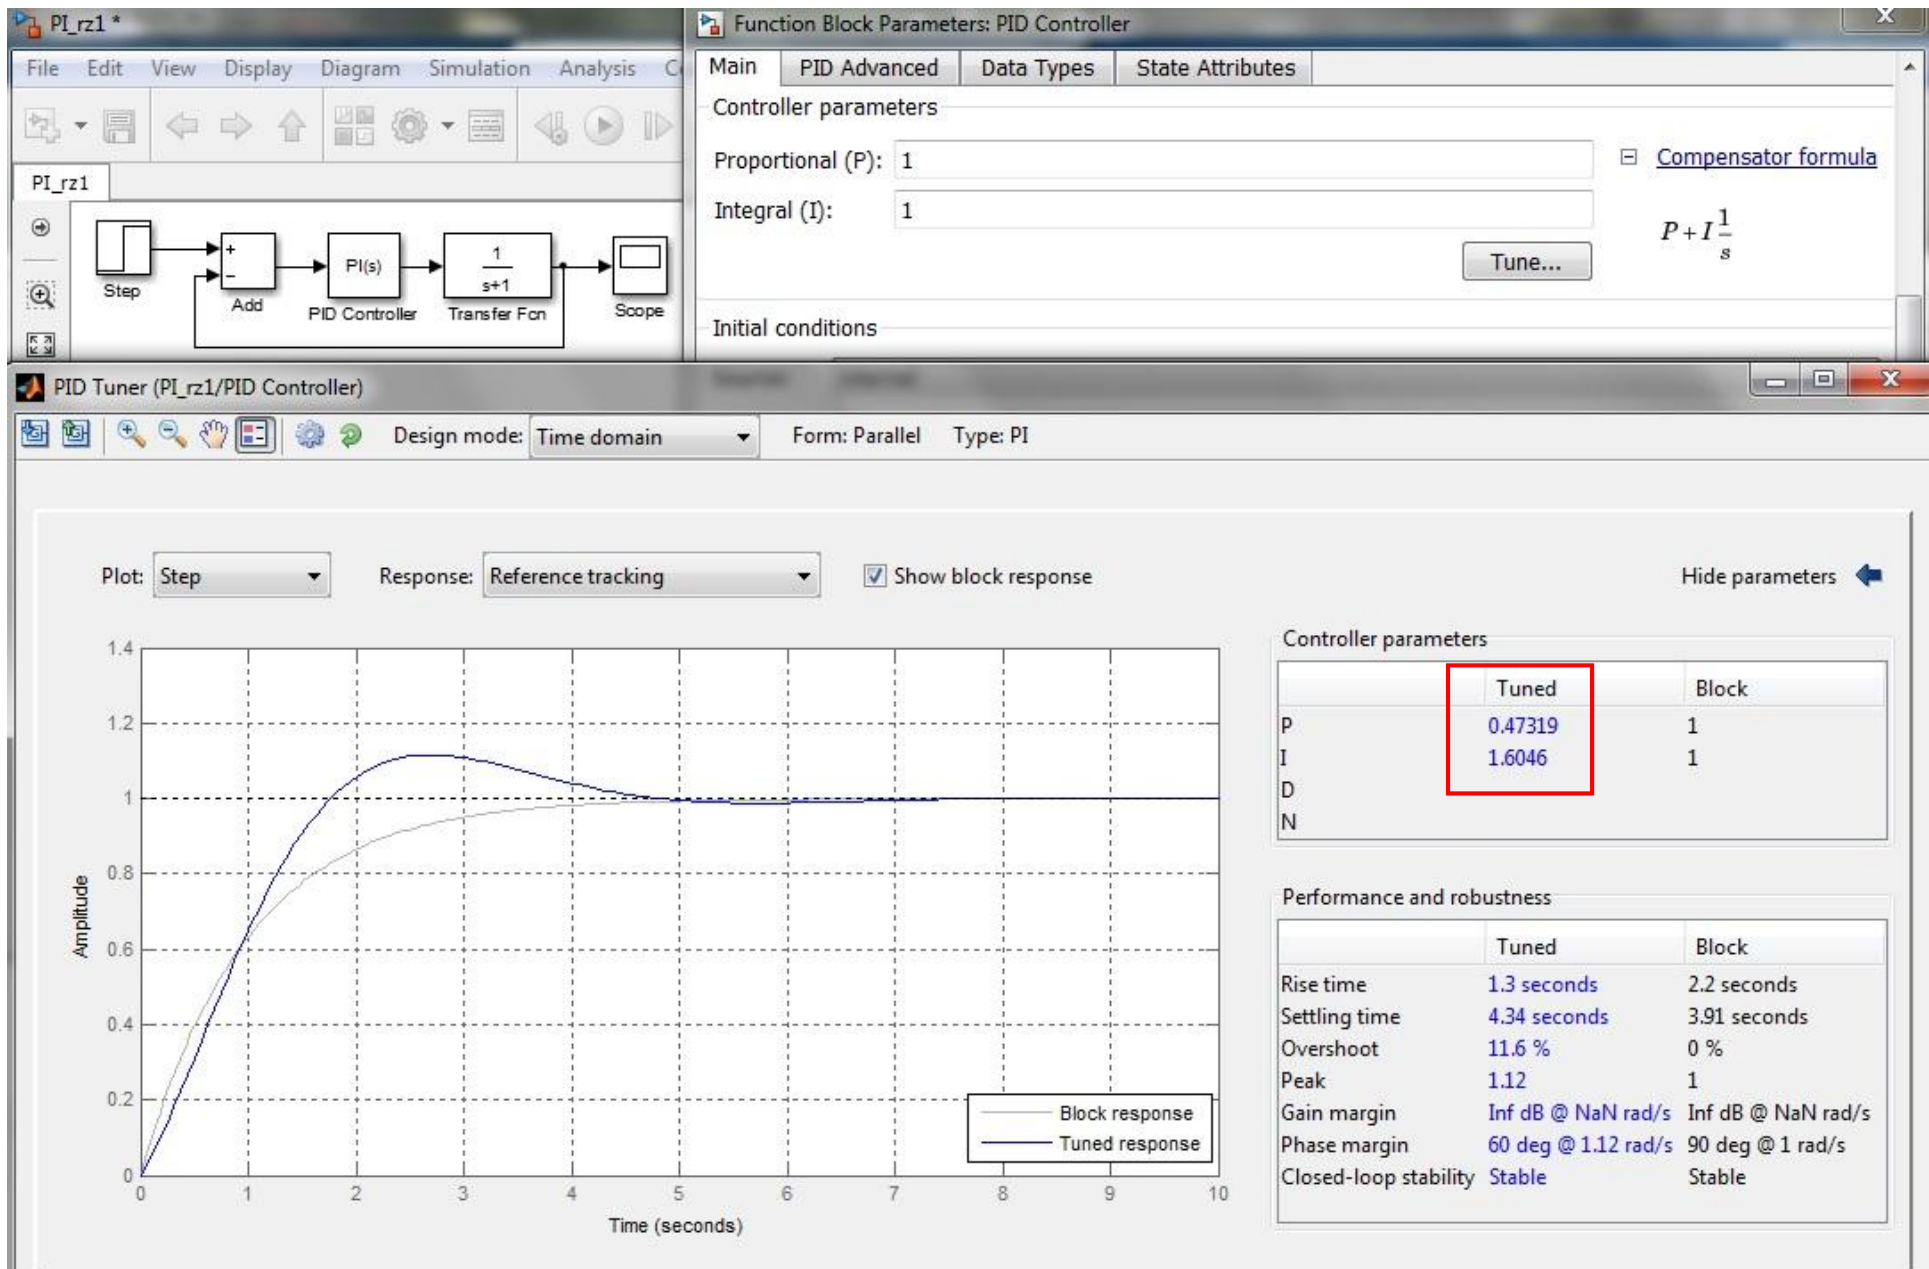 PI_rz1 *
File Edit View Display Diagram Simulation Analysis C
PI_rz1
Step
+
−
Add
PI(s)
PID Controller
1
s+1
Transfer Fcn
Scope
Function Block Parameters: PID Controller
Main PID Advanced Data Types State Attributes
Controller parameters
Proportional (P): 1
Compensator formula
Integral (I): 1
P + I 1
s
Tune...
Initial conditions
PID Tuner (PI_rz1/PID Controller)
Design mode: Time domain Form: Parallel Type: PI
Plot: Step Response: Reference tracking Show block response Hide parameters
1.4
1.2
1
0.8
0.6
0.4
0.2
0
Amplitude
0 1 2 3 4 5 6 7 8 9 10
Time (seconds)
Block response
Tuned response
Controller parameters
Tuned Block
P 0.47319 1
I 1.6046 1
D
N
Performance and robustness
Tuned Block
Rise time 1.3 seconds 2.2 seconds
Settling time 4.34 seconds 3.91 seconds
Overshoot 11.6 % 0 %
Peak 1.12 1
Gain margin Inf dB @ NaN rad/s Inf dB @ NaN rad/s
Phase margin 60 deg @ 1.12 rad/s 90 deg @ 1 rad/s
Closed-loop stability Stable Stable